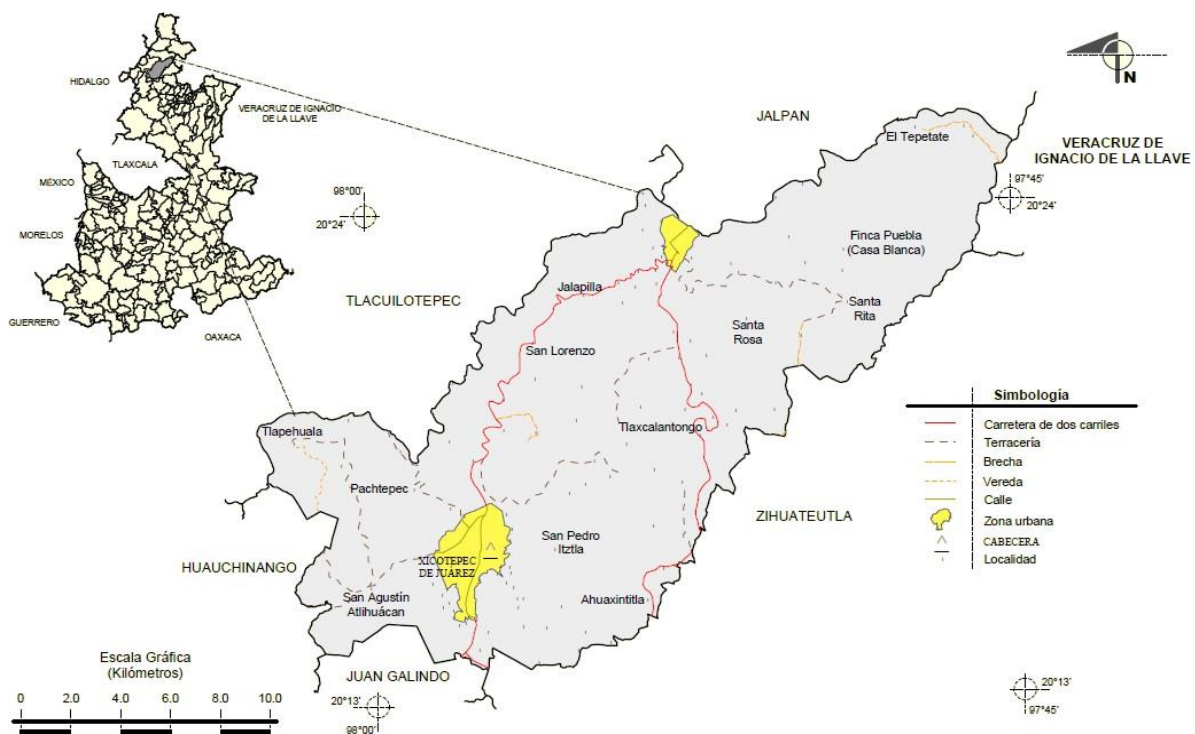 HIDALGO
VERACRUZ DE IGNACIO
DE LA LLAVE
TLAXCALA
MÉXICO
MORELOS
GUERRERO
OAXACA
N
JALPAN
El Tepetate
VERACRUZ DE
IGNACIO DE LA LLAVE
97°45'
20°24'
98°00'
20°24'
Finca Puebla
(Casa Blanca)
TLACUILOTEPEC
Jalapilla
Santa
Rita
Santa
Rosa
San Lorenzo
Tlapehuala
Tlaxcalantongo
Pachtepec
ZIHUATEUTLA
San Pedro
Itztla
HUAUCHINANGO
XICOTEPEC
DE JUÁREZ
San Agustín
Atlihuácan
Ahuaxintitla
JUAN GALINDO
Simbología
Carretera de dos carriles
Terracería
Brecha
Vereda
Calle
Zona urbana
CABECERA
Localidad
Escala Gráfica
(Kilómetros)
0.0 2.0 4.0 6.0 8.0 10.0
20°13'
98°00'
20°13'
97°45'